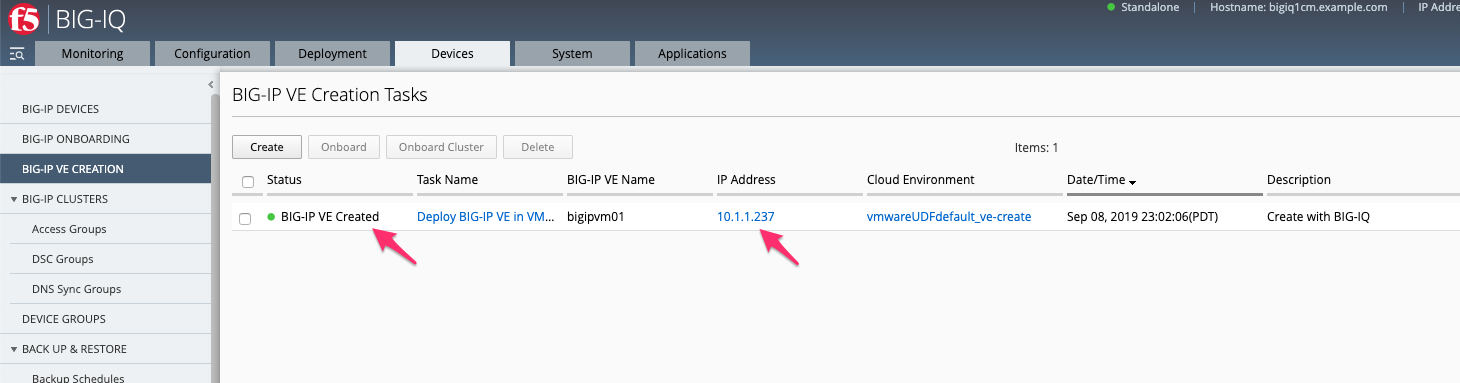 f5 BIG-IQ
Standalone Hostname: bigiq1cm.example.com IP Addre
Monitoring Configuration Deployment Devices System Applications
BIG-IP DEVICES
BIG-IP ONBOARDING
BIG-IP VE CREATION
BIG-IP CLUSTERS
Access Groups
DSC Groups
DNS Sync Groups
DEVICE GROUPS
BACK UP & RESTORE
Backup Schedules
BIG-IP VE Creation Tasks
Create Onboard Onboard Cluster Delete Items: 1
Status Task Name BIG-IP VE Name IP Address Cloud Environment Date/Time Description
BIG-IP VE Created Deploy BIG-IP VE in VM... bigipvm01 10.1.1.237 vmwareUDFdefault_ve-create Sep 08, 2019 23:02:06(PDT) Create with BIG-IQ